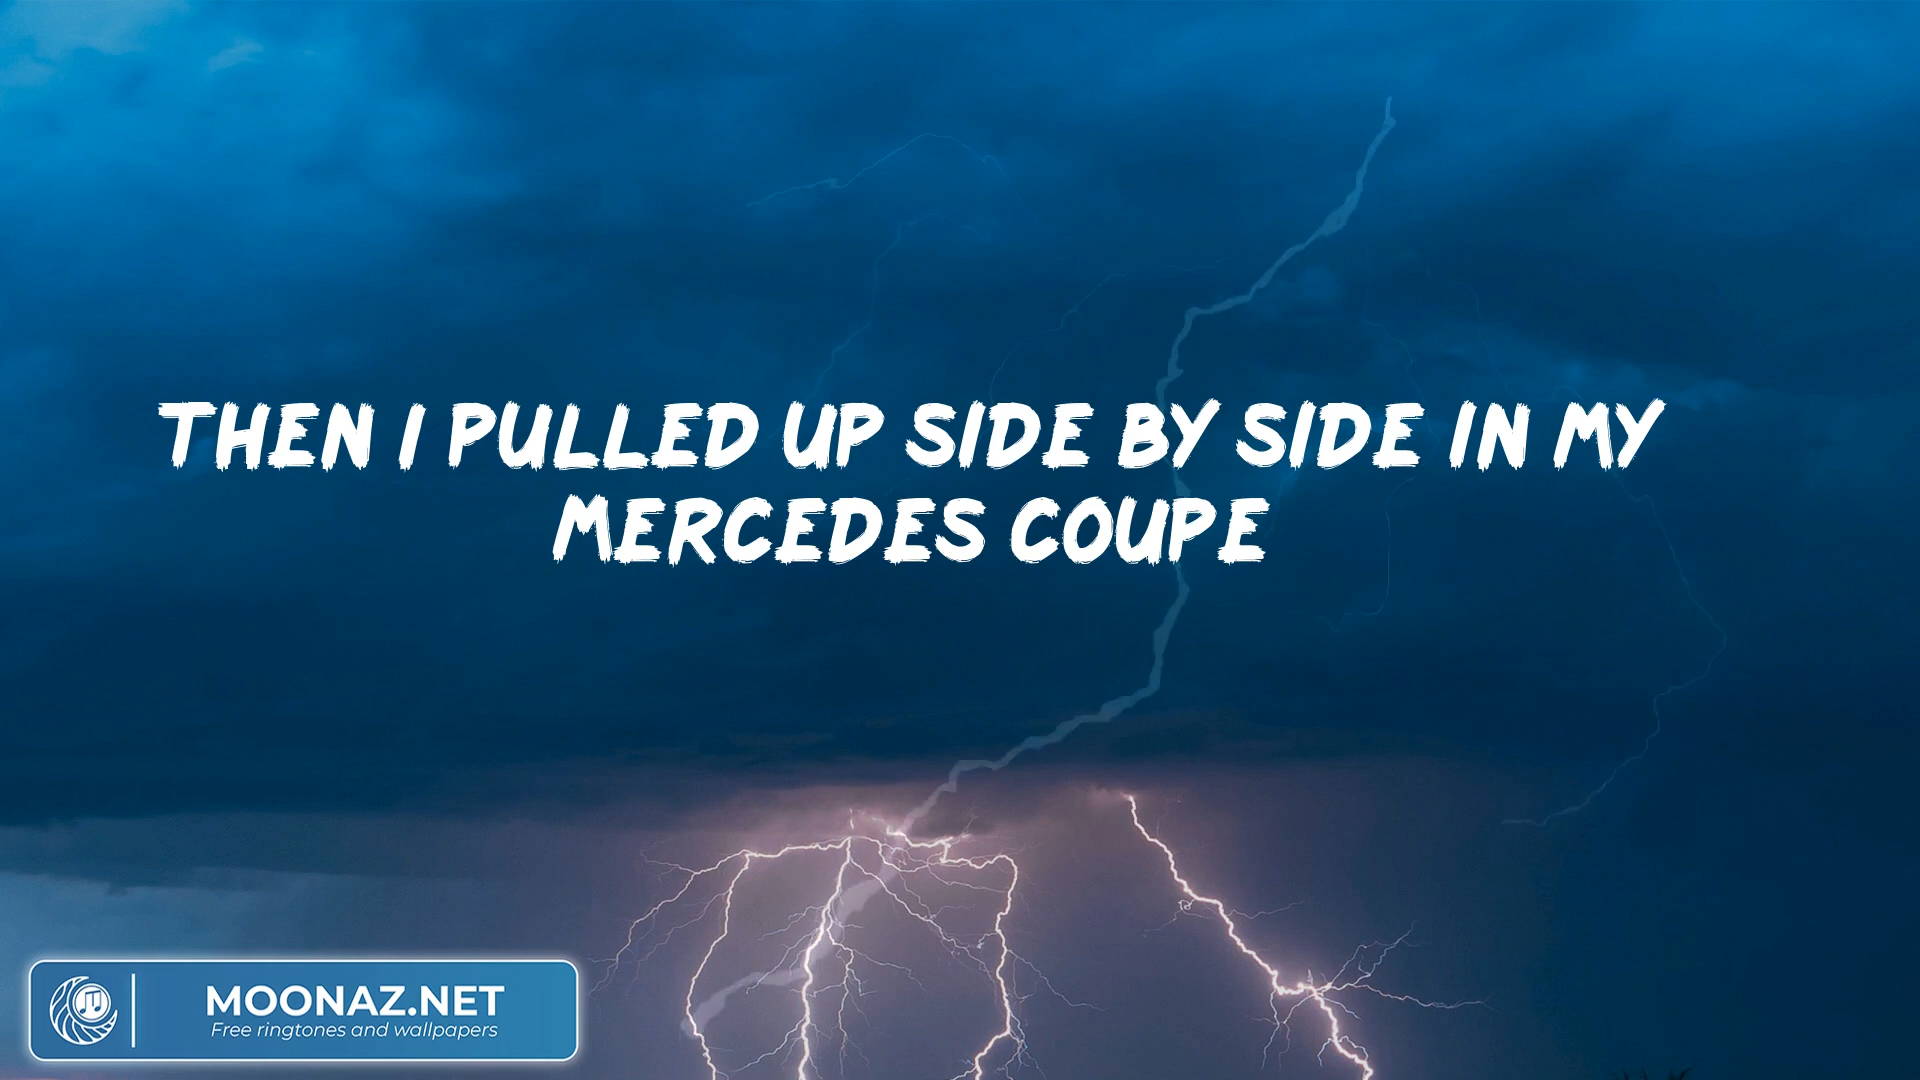 THEN I PULLED UP SIDE BY SIDE IN MY
MERCEDES COUPE
MOONAZ.NET
Free ringtones and wallpapers